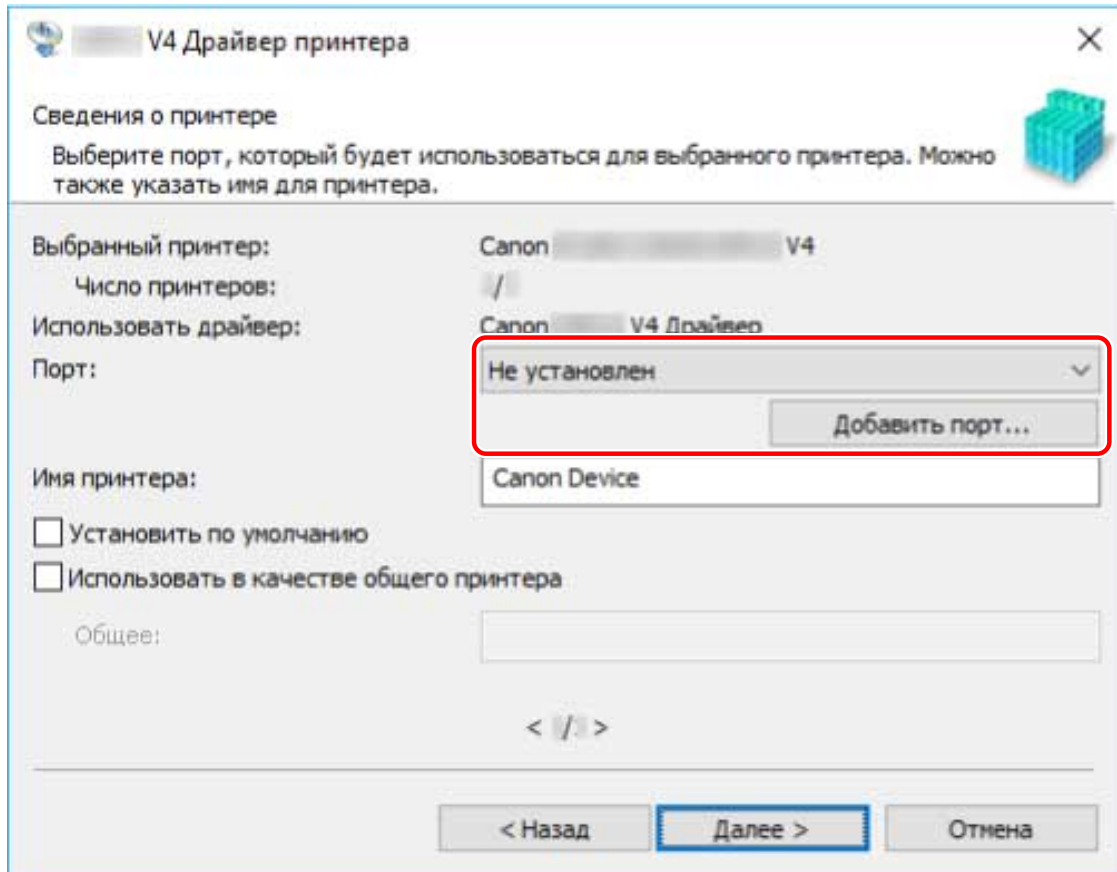 V4 Драйвер принтера
Сведения о принтере
Выберите порт, который будет использоваться для выбранного принтера. Можно
также указать имя для принтера.
Выбранный принтер: Canon V4
Число принтеров: /
Использовать драйвер: Canon V4 Драйвер
Порт: Не установлен
Добавить порт...
Имя принтера: Canon Device
Установить по умолчанию
Использовать в качестве общего принтера
Общее:
< / >
< Назад Далее > Отмена